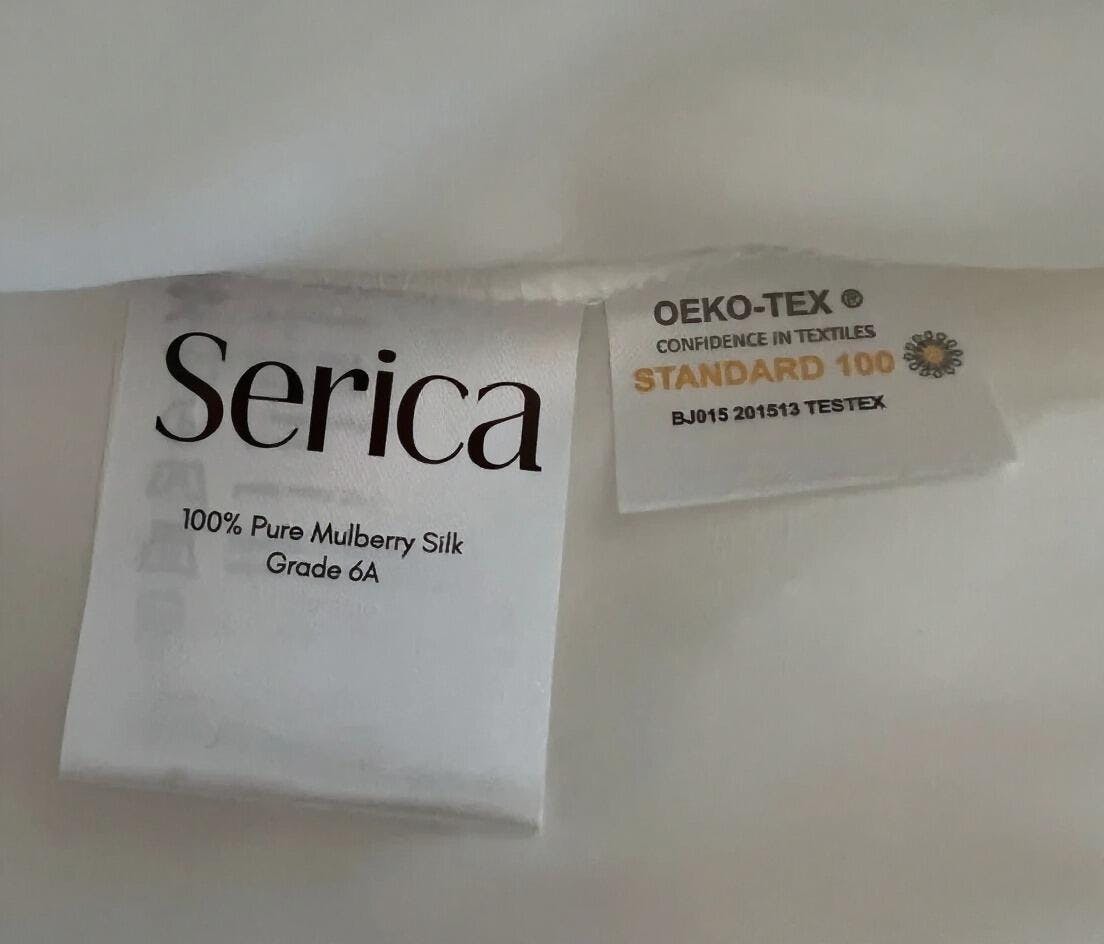 Serica
100% Pure Mulberry Silk
Grade 6A
OEKO-TEX ®
CONFIDENCE IN TEXTILES
STANDARD 100
BJ015 201513 TESTEX